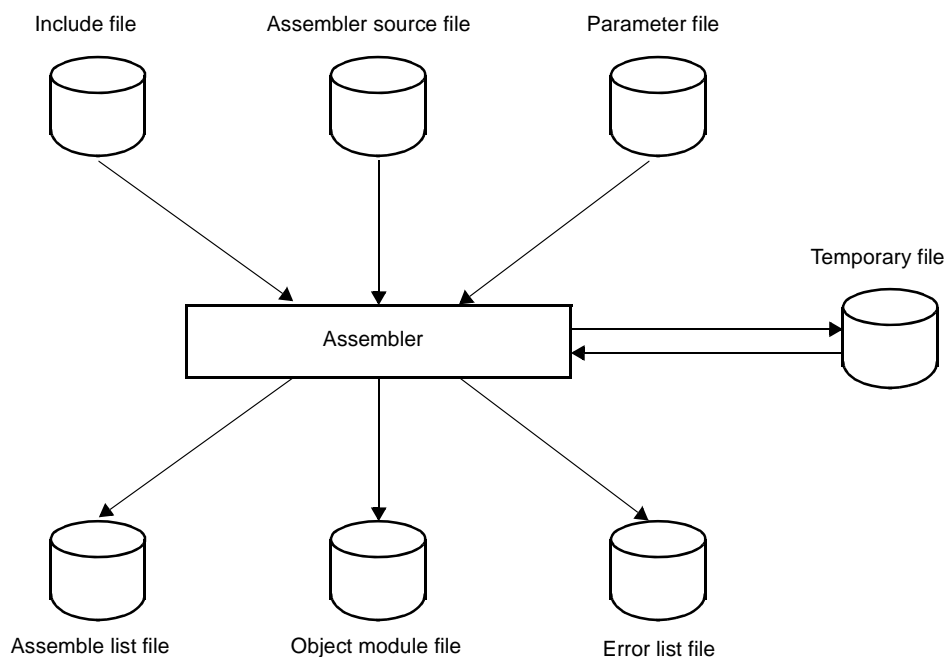 Include file
Assembler source file
Parameter file
Temporary file
Assembler
Assemble list file
Object module file
Error list file